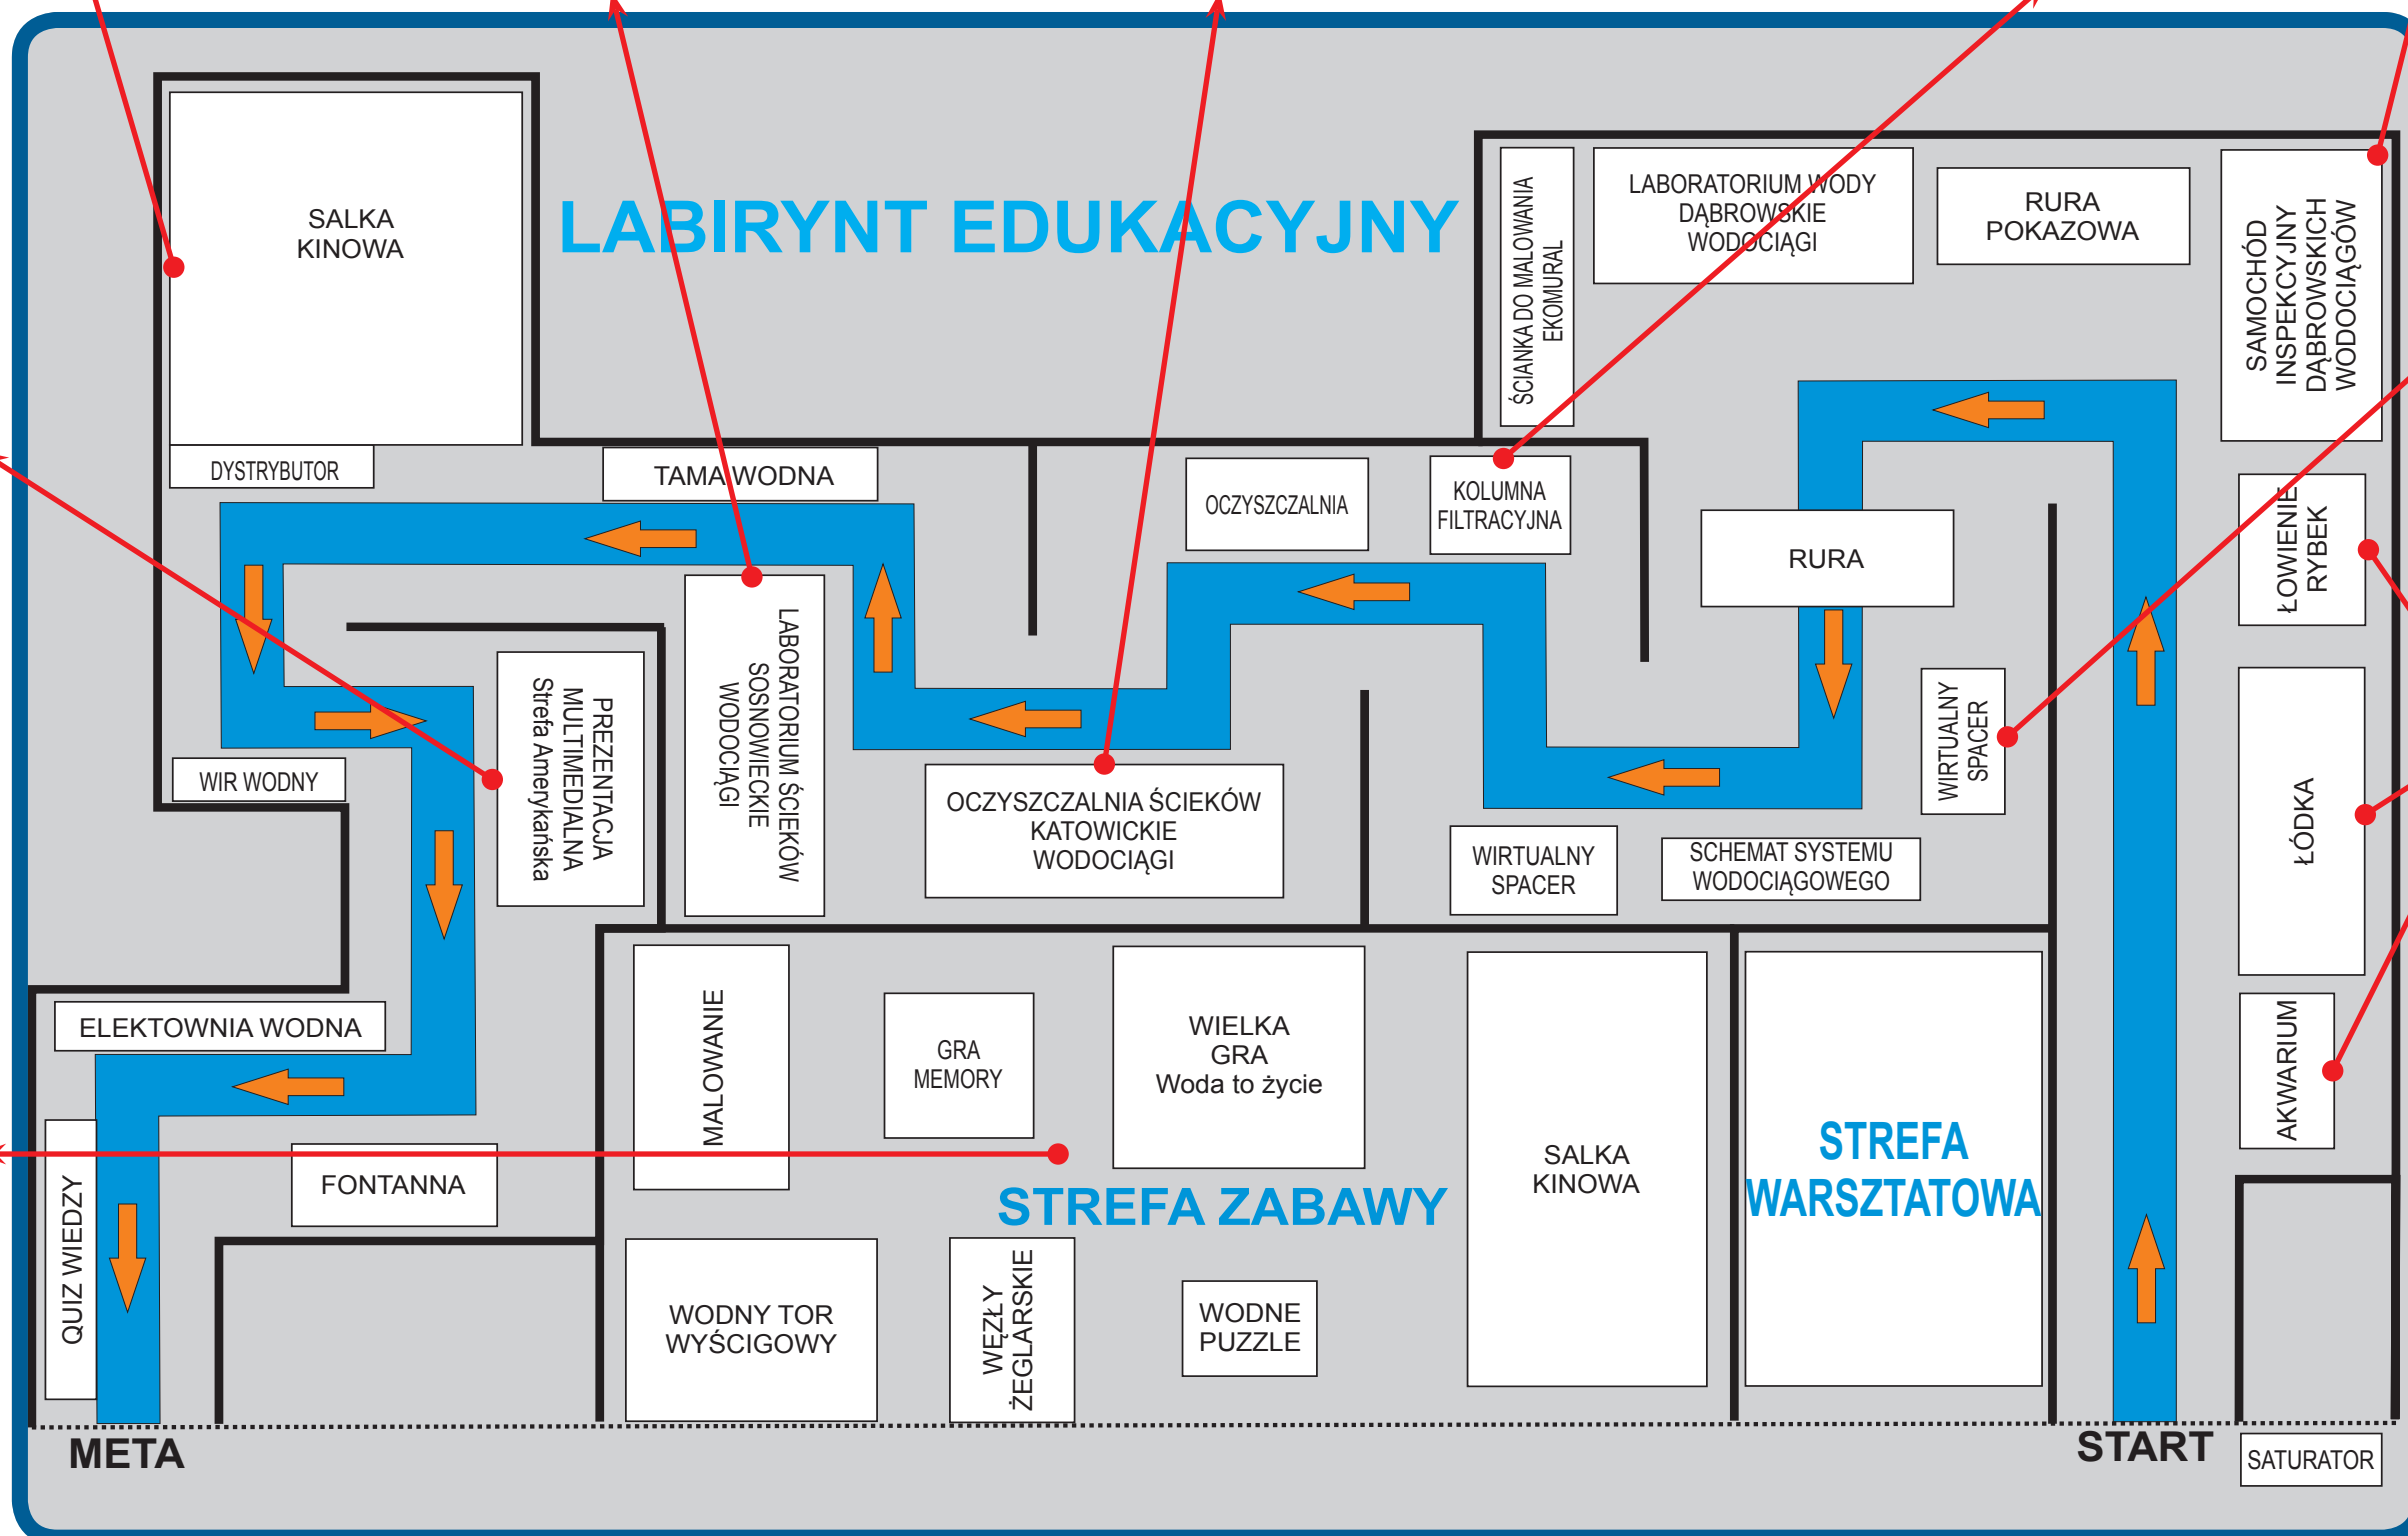 LABIRYNT EDUKACYJNY
SALKA
KINOWA
DYSTRYBUTOR
TAMA WODNA
ŚCIANKA DO MALOWANIA
EKOMURAL
LABORATORIUM WODY
DĄBROWSKIE
WODOCIĄGI
RURA
POKAZOWA
SAMOCHÓD
INSPEKCYJNY
DĄBROWSKICH
WODOCIĄGÓW
OCZYSZCZALNIA
KOLUMNA
FILTRACYJNA
RURA
ŁOWIENIE
RYBEK
WIRTUALNY
SPACER
ŁÓDKA
AKWARIUM
PREZENTACJA
MULTIMEDIALNA
Strefa Amerykańska
LABORATORIUM ŚCIEKÓW
SOSNOWIECKIE
WODOCIĄGI
WIR WODNY
OCZYSZCZALNIA ŚCIEKÓW
KATOWICKIE
WODOCIĄGI
WIRTUALNY
SPACER
SCHEMAT SYSTEMU
WODOCIĄGOWEGO
ELEKTOWNIA WODNA
QUIZ WIEDZY
FONTANNA
MALOWANIE
GRA
MEMORY
WIELKA
GRA
Woda to życie
SALKA
KINOWA
STREFA
WARSZTATOWA
STREFA ZABAWY
WODNY TOR
WYŚCIGOWY
WĘZŁY
ŻEGLARSKIE
WODNE
PUZZLE
META
START
SATURATOR